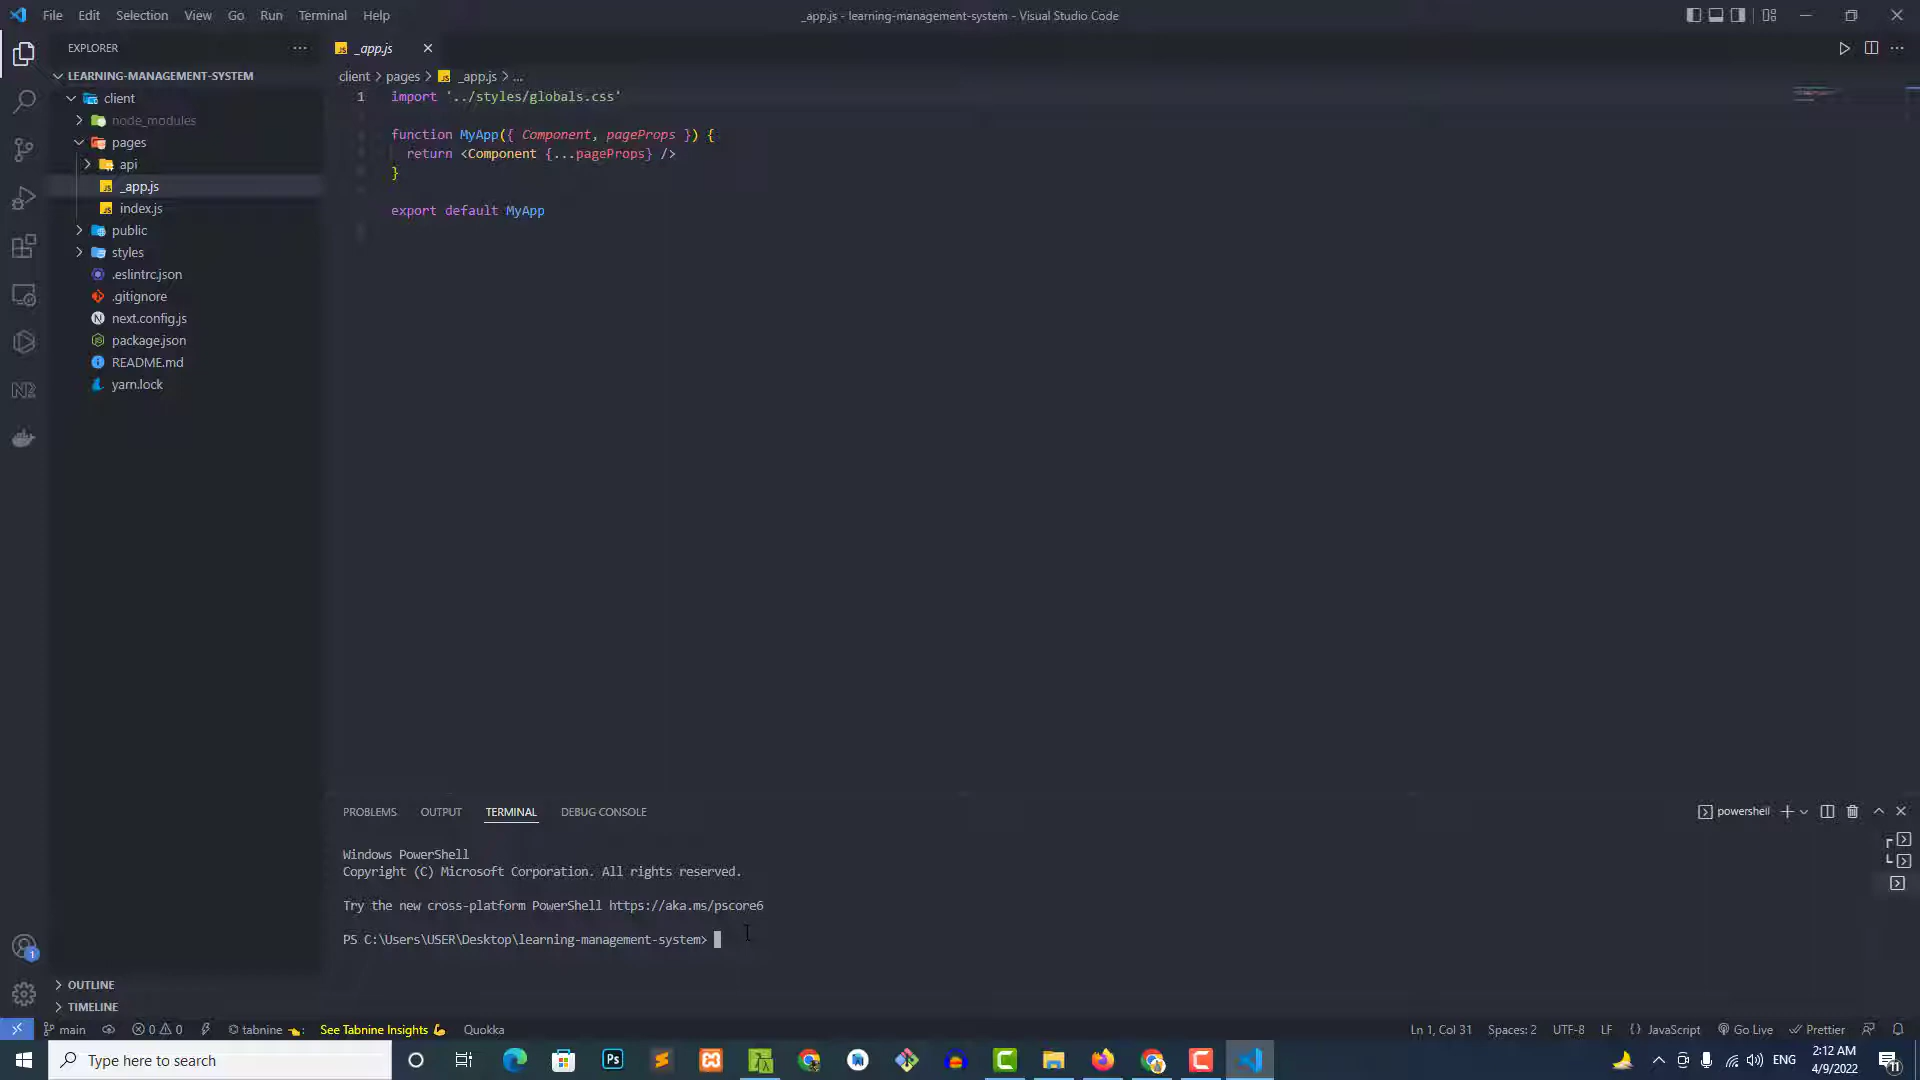 File Edit Selection View Go Run Terminal Help
_app.js - learning-management-system - Visual Studio Code
EXPLORER
LEARNING-MANAGEMENT-SYSTEM
client
node_modules
pages
api
_app.js
index.js
public
styles
.eslintrc.json
.gitignore
next.config.js
package.json
README.md
yarn.lock
OUTLINE
TIMELINE
_app.js
client > pages > _app.js > ...
1 import '../styles/globals.css'
function MyApp({ Component, pageProps }) {
return <Component {...pageProps} />
}
export default MyApp
PROBLEMS OUTPUT TERMINAL DEBUG CONSOLE
powershell
Windows PowerShell
Copyright (C) Microsoft Corporation. All rights reserved.
Try the new cross-platform PowerShell https://aka.ms/pscore6
PS C:\Users\USER\Desktop\learning-management-system>
1
main 0 0 tabnine : See Tabnine Insights Quokka
Ln 1, Col 31 Spaces: 2 UTF-8 LF {} JavaScript Go Live Prettier
Type here to search
Ps
ENG
2:12 AM
4/9/2022
11